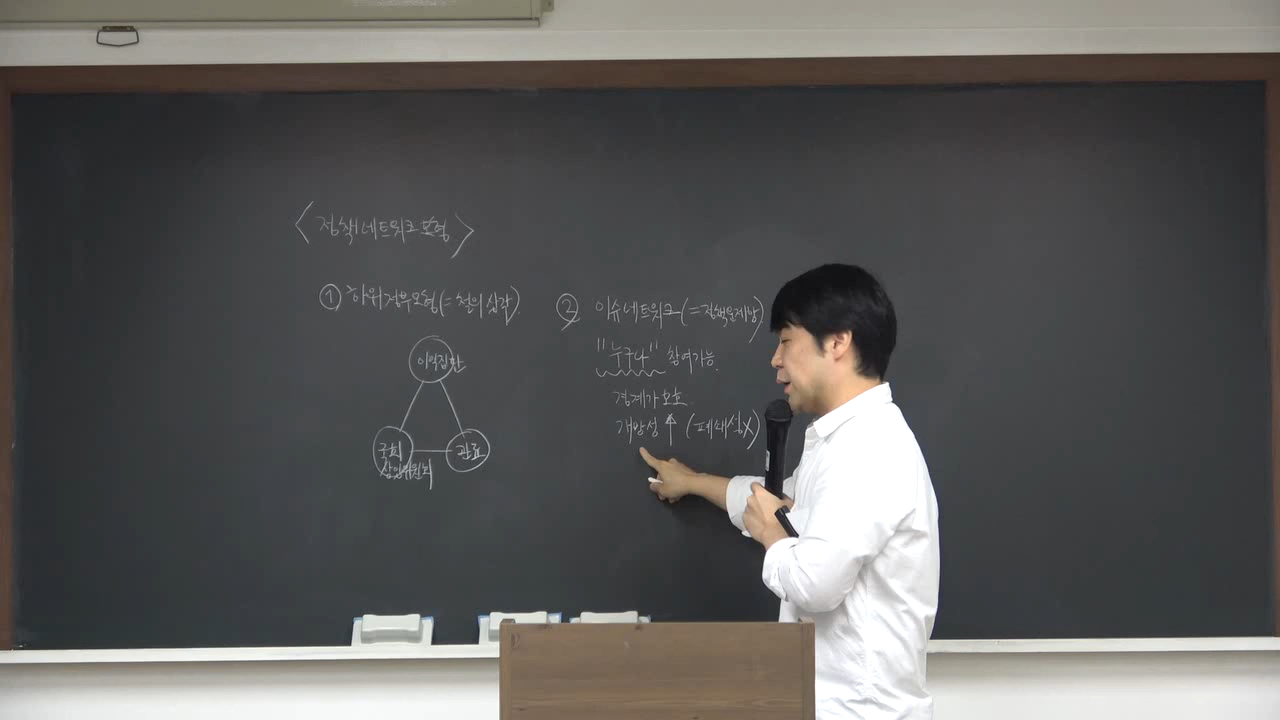 <정책네트워크모형>
① 하위정부모형(=철의삼각).
이익집단
국회
상임위원회
관료
② 이슈네트워크(=정책문제망)
"누구나" 참여가능.
경계가 모호
개방성↑ (폐쇄성X)